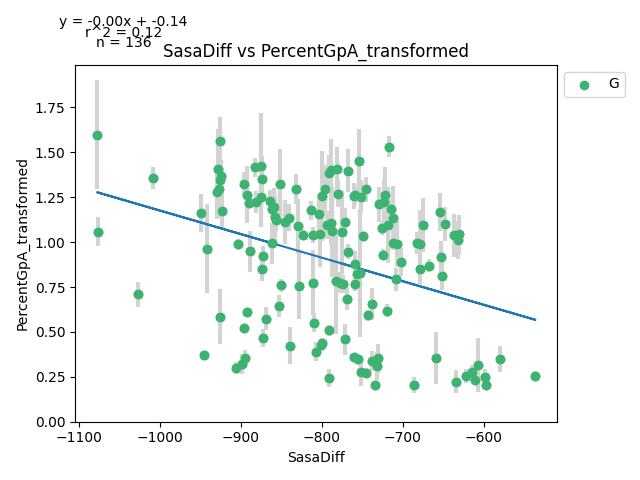 y = -0.00x + -0.14
r^2 = 0.12
n = 136
SasaDiff vs PercentGpA_transformed
G
PercentGpA_transformed
1.75
1.50
1.25
1.00
0.75
0.50
0.25
0.00
−1100 −1000 −900 −800 −700 −600
SasaDiff